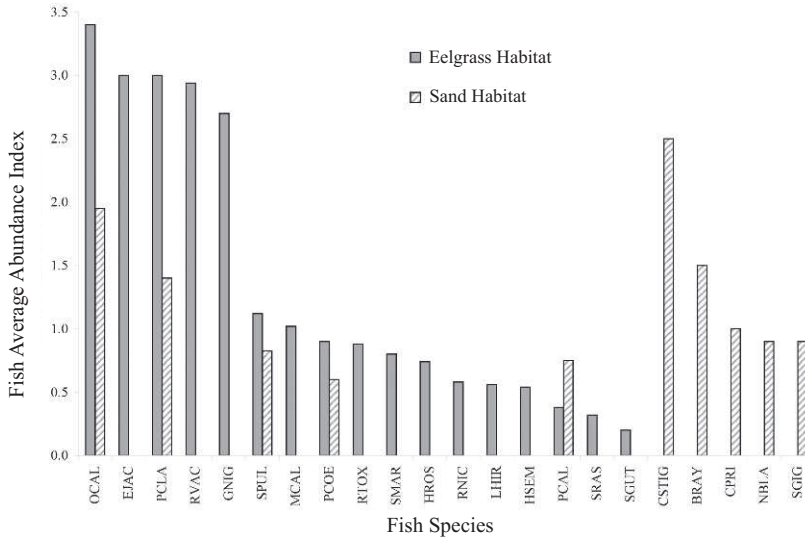 3.5
3.0
2.5
2.0
1.5
1.0
0.5
0.0
Fish Average Abundance Index
Eelgrass Habitat
Sand Habitat
OCAL
EJAC
PCLA
RVAC
GNIG
SPUL
MCAL
PCOE
RTOX
SMAR
HROS
RNIC
LHIR
HSEM
PCAL
SRAS
SGUT
CSTIG
BRAY
CPRI
NBLA
SGIG
Fish Species